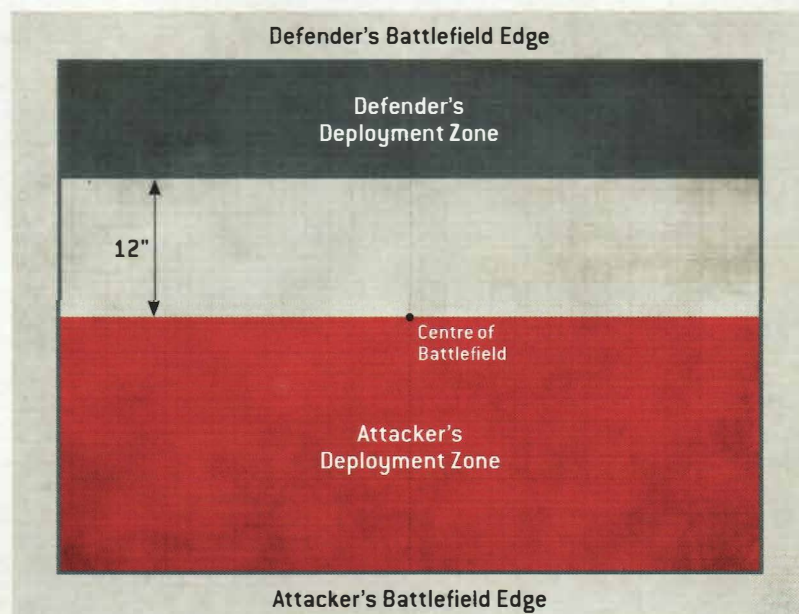 Defender's Battlefield Edge
Defender's
Deployment Zone
12"
Centre of
Battlefield
Attacker's
Deployment Zone
Attacker's Battlefield Edge